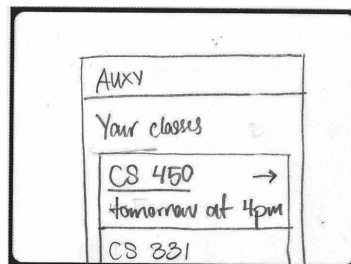 Auxy
Your classes
CS 450 →
tomorrow at 4pm
CS 331